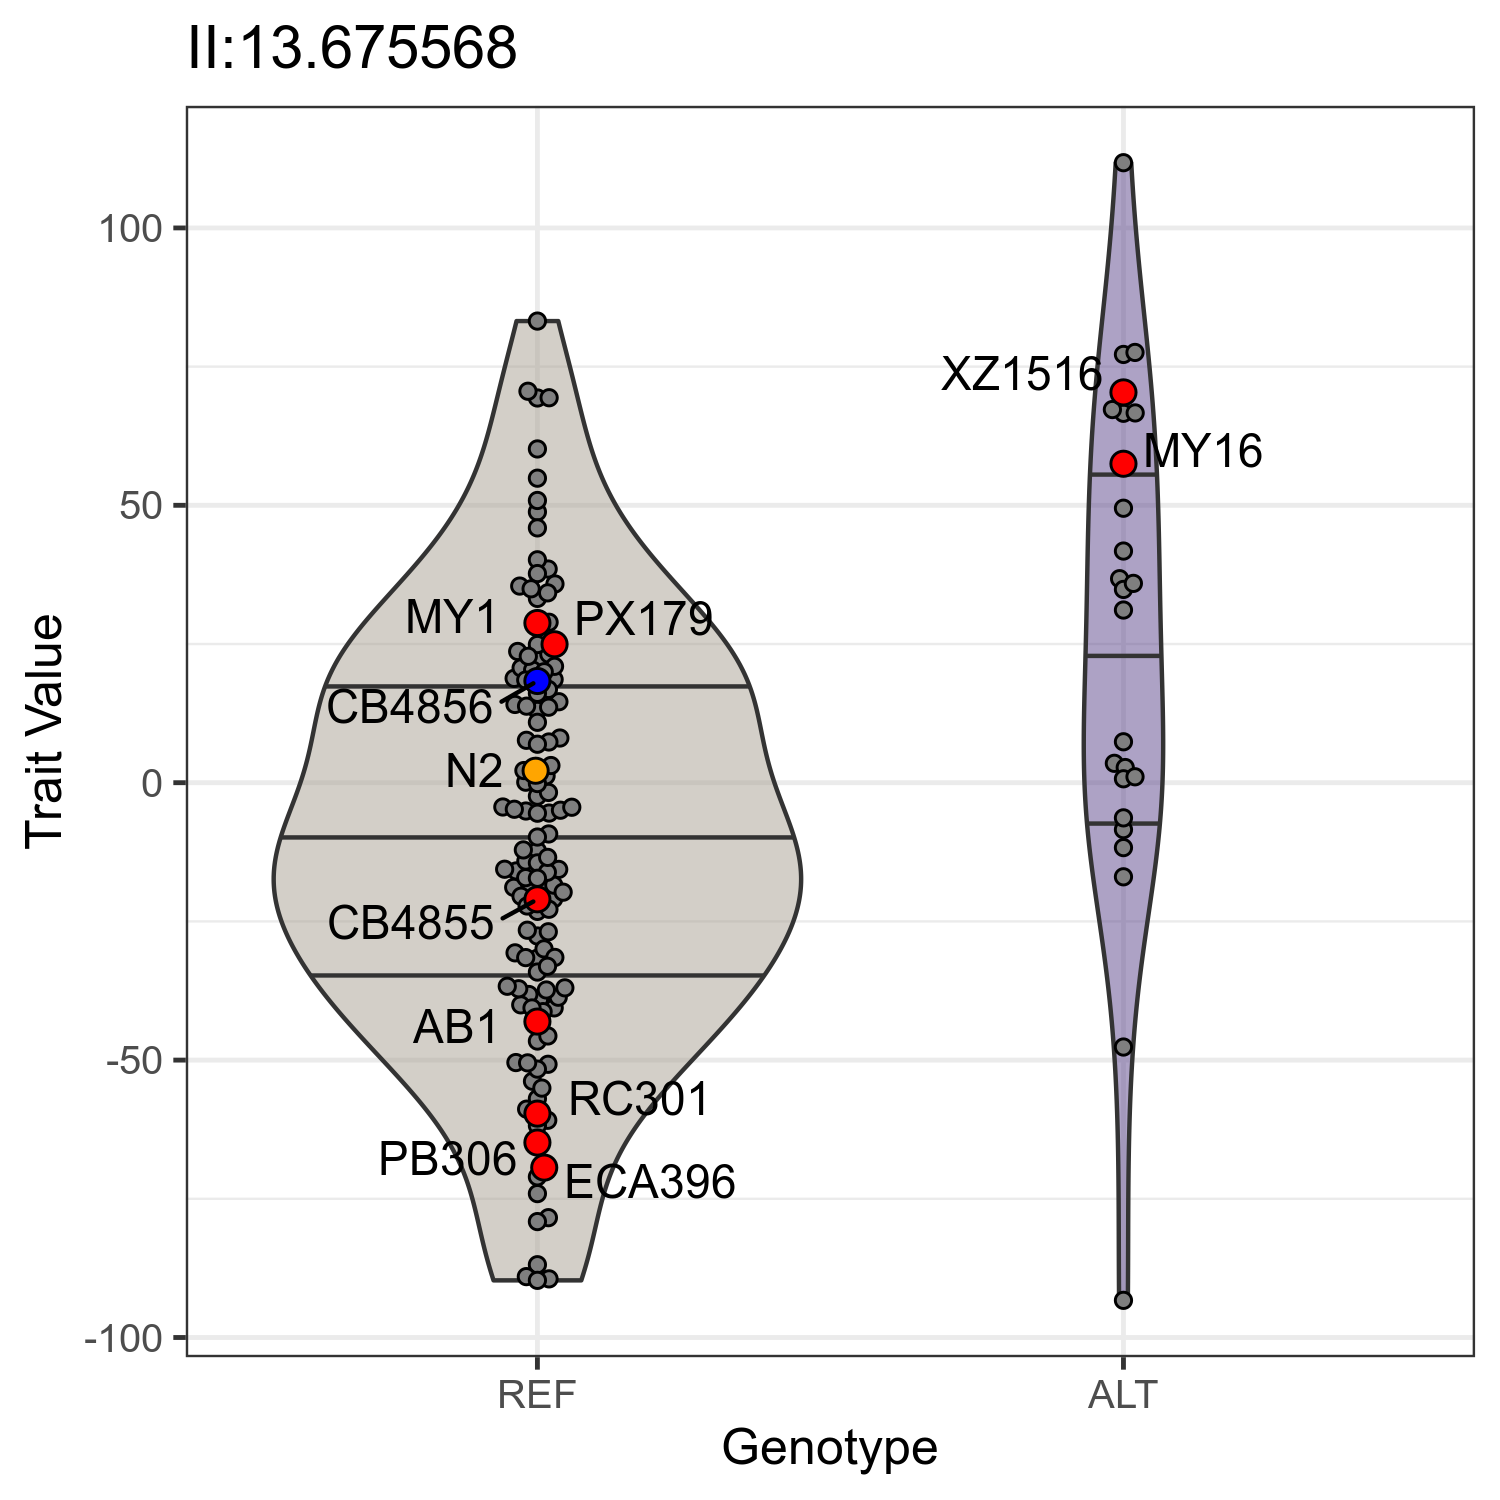 II:13.675568
Trait Value
100
50
0
-50
-100
XZ1516
MY16
MY1
PX179
CB4856
N2
CB4855
AB1
RC301
PB306
ECA396
REF
ALT
Genotype